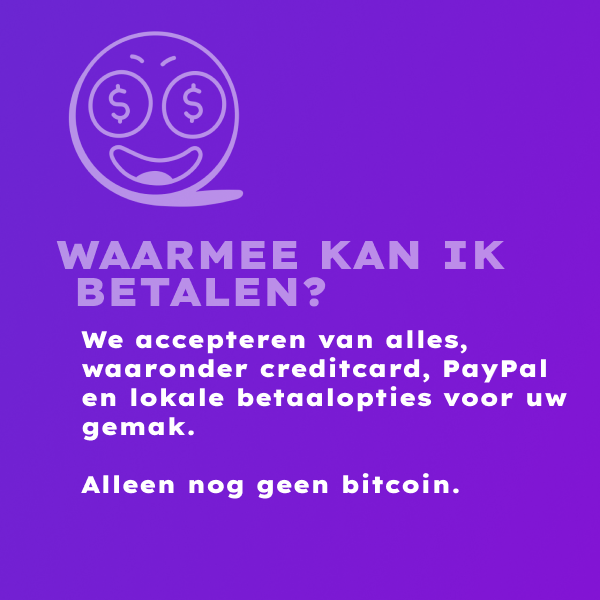 $ $
WAARMEE KAN IK
BETALEN?
We accepteren van alles,
waaronder creditcard, PayPal
en lokale betaalopties voor uw
gemak.
Alleen nog geen bitcoin.